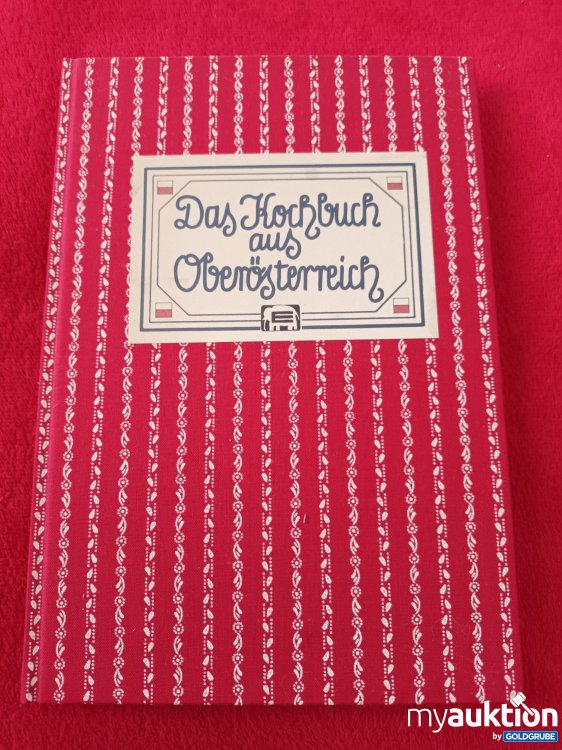 Das Kochbuch
aus
Oberösterreich
myauktion
by GOLDGRUBE